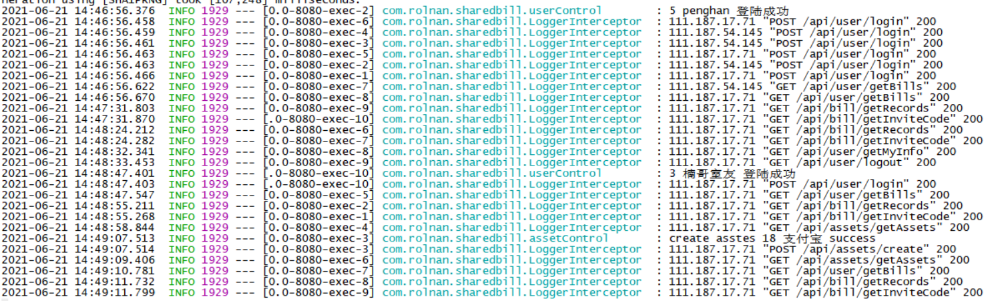 neration using [SHA1PRNG] took [107,248] milliseconds.
2021-06-21 14:46:56.376 INFO 1929 --- [0.0-8080-exec-2] com.rolnan.sharedbill.userControl : 5 penghan 登陆成功
2021-06-21 14:46:56.458 INFO 1929 --- [0.0-8080-exec-6] com.rolnan.sharedbill.LoggerInterceptor : 111.187.17.71 "POST /api/user/login" 200
2021-06-21 14:46:56.459 INFO 1929 --- [0.0-8080-exec-4] com.rolnan.sharedbill.LoggerInterceptor : 111.187.54.145 "POST /api/user/login" 200
2021-06-21 14:46:56.461 INFO 1929 --- [0.0-8080-exec-3] com.rolnan.sharedbill.LoggerInterceptor : 111.187.54.145 "POST /api/user/login" 200
2021-06-21 14:46:56.463 INFO 1929 --- [0.0-8080-exec-5] com.rolnan.sharedbill.LoggerInterceptor : 111.187.17.71 "POST /api/user/login" 200
2021-06-21 14:46:56.463 INFO 1929 --- [0.0-8080-exec-2] com.rolnan.sharedbill.LoggerInterceptor : 111.187.54.145 "POST /api/user/login" 200
2021-06-21 14:46:56.466 INFO 1929 --- [0.0-8080-exec-1] com.rolnan.sharedbill.LoggerInterceptor : 111.187.17.71 "POST /api/user/login" 200
2021-06-21 14:46:56.622 INFO 1929 --- [0.0-8080-exec-7] com.rolnan.sharedbill.LoggerInterceptor : 111.187.54.145 "GET /api/user/getBills" 200
2021-06-21 14:46:56.670 INFO 1929 --- [0.0-8080-exec-8] com.rolnan.sharedbill.LoggerInterceptor : 111.187.17.71 "GET /api/user/getBills" 200
2021-06-21 14:47:31.803 INFO 1929 --- [0.0-8080-exec-9] com.rolnan.sharedbill.LoggerInterceptor : 111.187.17.71 "GET /api/bill/getRecords" 200
2021-06-21 14:47:31.870 INFO 1929 --- [.0-8080-exec-10] com.rolnan.sharedbill.LoggerInterceptor : 111.187.17.71 "GET /api/bill/getInviteCode" 200
2021-06-21 14:48:24.212 INFO 1929 --- [0.0-8080-exec-6] com.rolnan.sharedbill.LoggerInterceptor : 111.187.17.71 "GET /api/bill/getRecords" 200
2021-06-21 14:48:24.282 INFO 1929 --- [0.0-8080-exec-7] com.rolnan.sharedbill.LoggerInterceptor : 111.187.17.71 "GET /api/bill/getInviteCode" 200
2021-06-21 14:48:32.341 INFO 1929 --- [0.0-8080-exec-8] com.rolnan.sharedbill.LoggerInterceptor : 111.187.17.71 "GET /api/user/getMyInfo" 200
2021-06-21 14:48:33.453 INFO 1929 --- [0.0-8080-exec-9] com.rolnan.sharedbill.LoggerInterceptor : 111.187.17.71 "GET /api/user/logout" 200
2021-06-21 14:48:47.401 INFO 1929 --- [.0-8080-exec-10] com.rolnan.sharedbill.userControl : 3 楠哥室友 登陆成功
2021-06-21 14:48:47.403 INFO 1929 --- [.0-8080-exec-10] com.rolnan.sharedbill.LoggerInterceptor : 111.187.17.71 "POST /api/user/login" 200
2021-06-21 14:48:47.547 INFO 1929 --- [0.0-8080-exec-5] com.rolnan.sharedbill.LoggerInterceptor : 111.187.17.71 "GET /api/user/getBills" 200
2021-06-21 14:48:55.211 INFO 1929 --- [0.0-8080-exec-2] com.rolnan.sharedbill.LoggerInterceptor : 111.187.17.71 "GET /api/bill/getRecords" 200
2021-06-21 14:48:55.268 INFO 1929 --- [0.0-8080-exec-1] com.rolnan.sharedbill.LoggerInterceptor : 111.187.17.71 "GET /api/bill/getInviteCode" 200
2021-06-21 14:48:58.844 INFO 1929 --- [0.0-8080-exec-4] com.rolnan.sharedbill.LoggerInterceptor : 111.187.17.71 "GET /api/assets/getAssets" 200
2021-06-21 14:49:07.513 INFO 1929 --- [0.0-8080-exec-3] com.rolnan.sharedbill.assetControl : create asstes 18 支付宝 success
2021-06-21 14:49:07.514 INFO 1929 --- [0.0-8080-exec-3] com.rolnan.sharedbill.LoggerInterceptor : 111.187.17.71 "POST /api/assets/create" 200
2021-06-21 14:49:09.406 INFO 1929 --- [0.0-8080-exec-6] com.rolnan.sharedbill.LoggerInterceptor : 111.187.17.71 "GET /api/assets/getAssets" 200
2021-06-21 14:49:10.781 INFO 1929 --- [0.0-8080-exec-7] com.rolnan.sharedbill.LoggerInterceptor : 111.187.17.71 "GET /api/user/getBills" 200
2021-06-21 14:49:11.732 INFO 1929 --- [0.0-8080-exec-8] com.rolnan.sharedbill.LoggerInterceptor : 111.187.17.71 "GET /api/bill/getRecords" 200
2021-06-21 14:49:11.799 INFO 1929 --- [0.0-8080-exec-9] com.rolnan.sharedbill.LoggerInterceptor : 111.187.17.71 "GET /api/bill/getInviteCode" 200